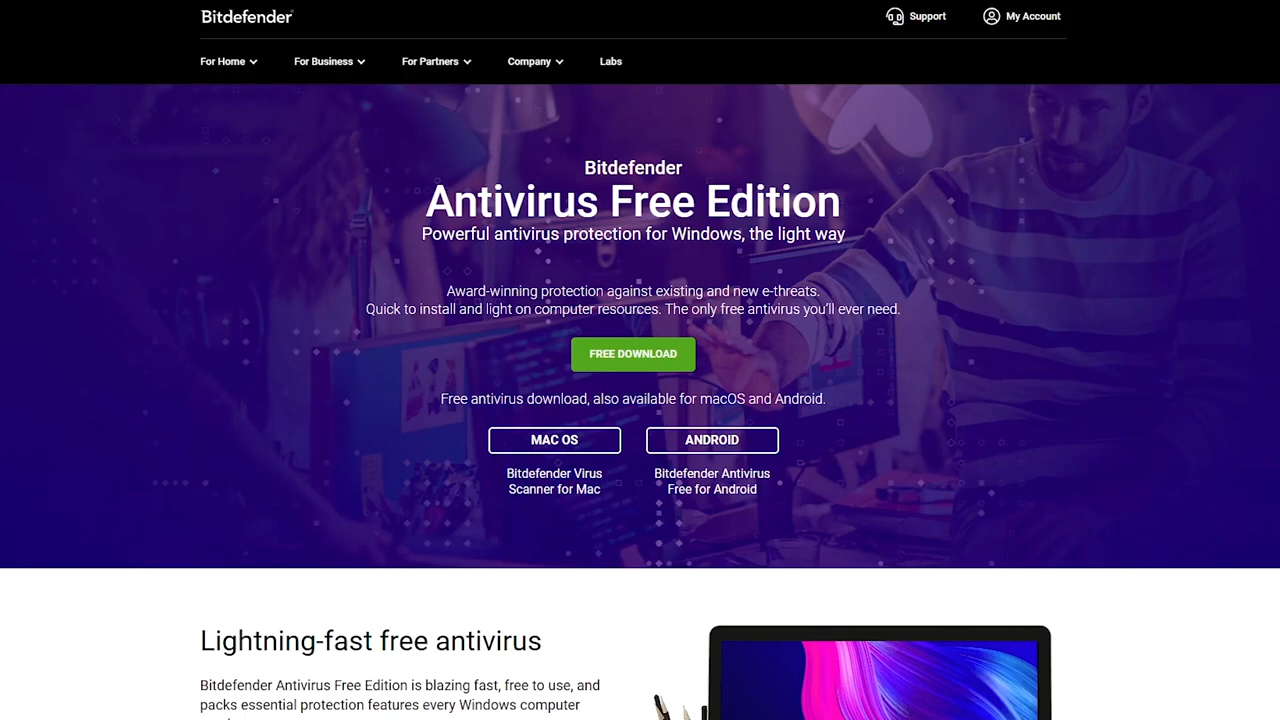 Bitdefender
Support
My Account
For Home
For Business
For Partners
Company
Labs
Bitdefender
Antivirus Free Edition
Powerful antivirus protection for Windows, the light way
Award-winning protection against existing and new e-threats.
Quick to install and light on computer resources. The only free antivirus you'll ever need.
FREE DOWNLOAD
Free antivirus download, also available for macOS and Android.
MAC OS
ANDROID
Bitdefender Virus
Scanner for Mac
Bitdefender Antivirus
Free for Android
Lightning-fast free antivirus
Bitdefender Antivirus Free Edition is blazing fast, free to use, and
packs essential protection features every Windows computer